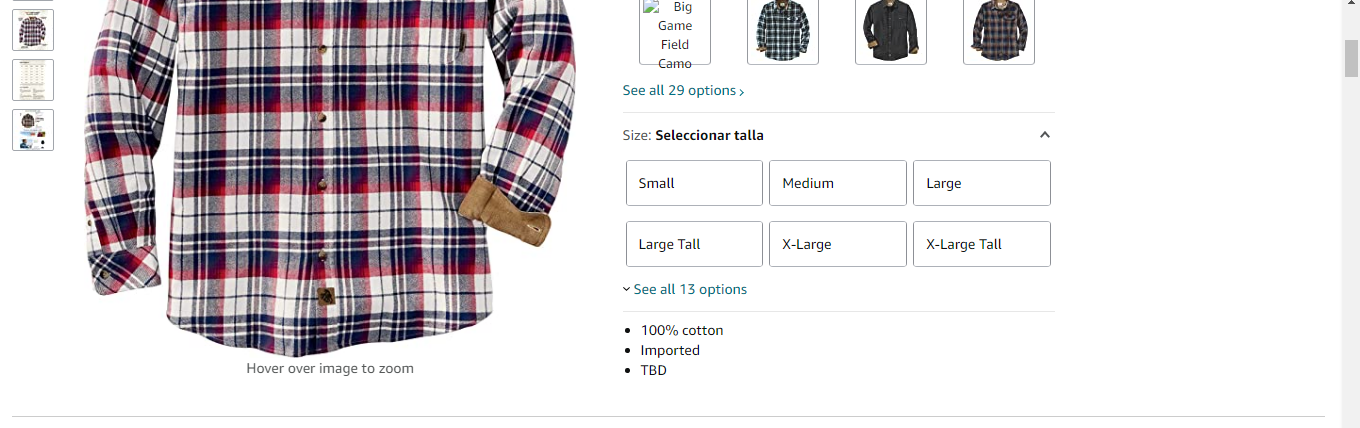 Big
Game
Field
Camo
See all 29 options ›
Size: Seleccionar talla
Small
Medium
Large
Large Tall
X-Large
X-Large Tall
See all 13 options
100% cotton
Imported
TBD
Hover over image to zoom